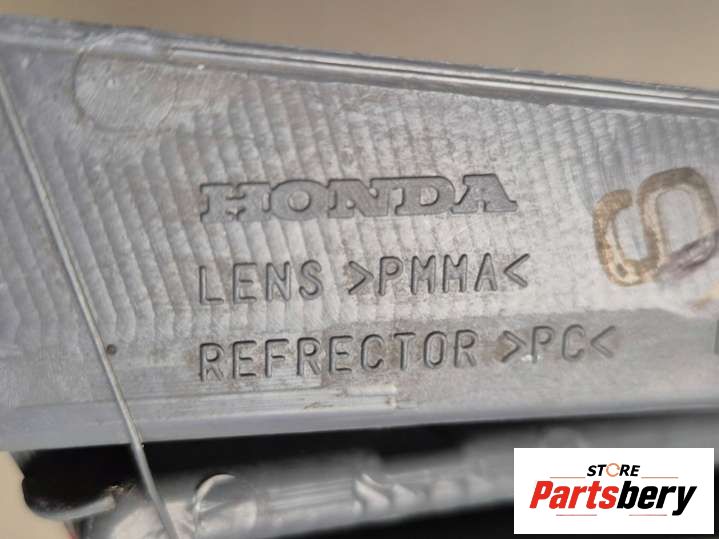 HONDA
LENS >PMMA<
REFRECTOR >PC<
STORE
Partsbery